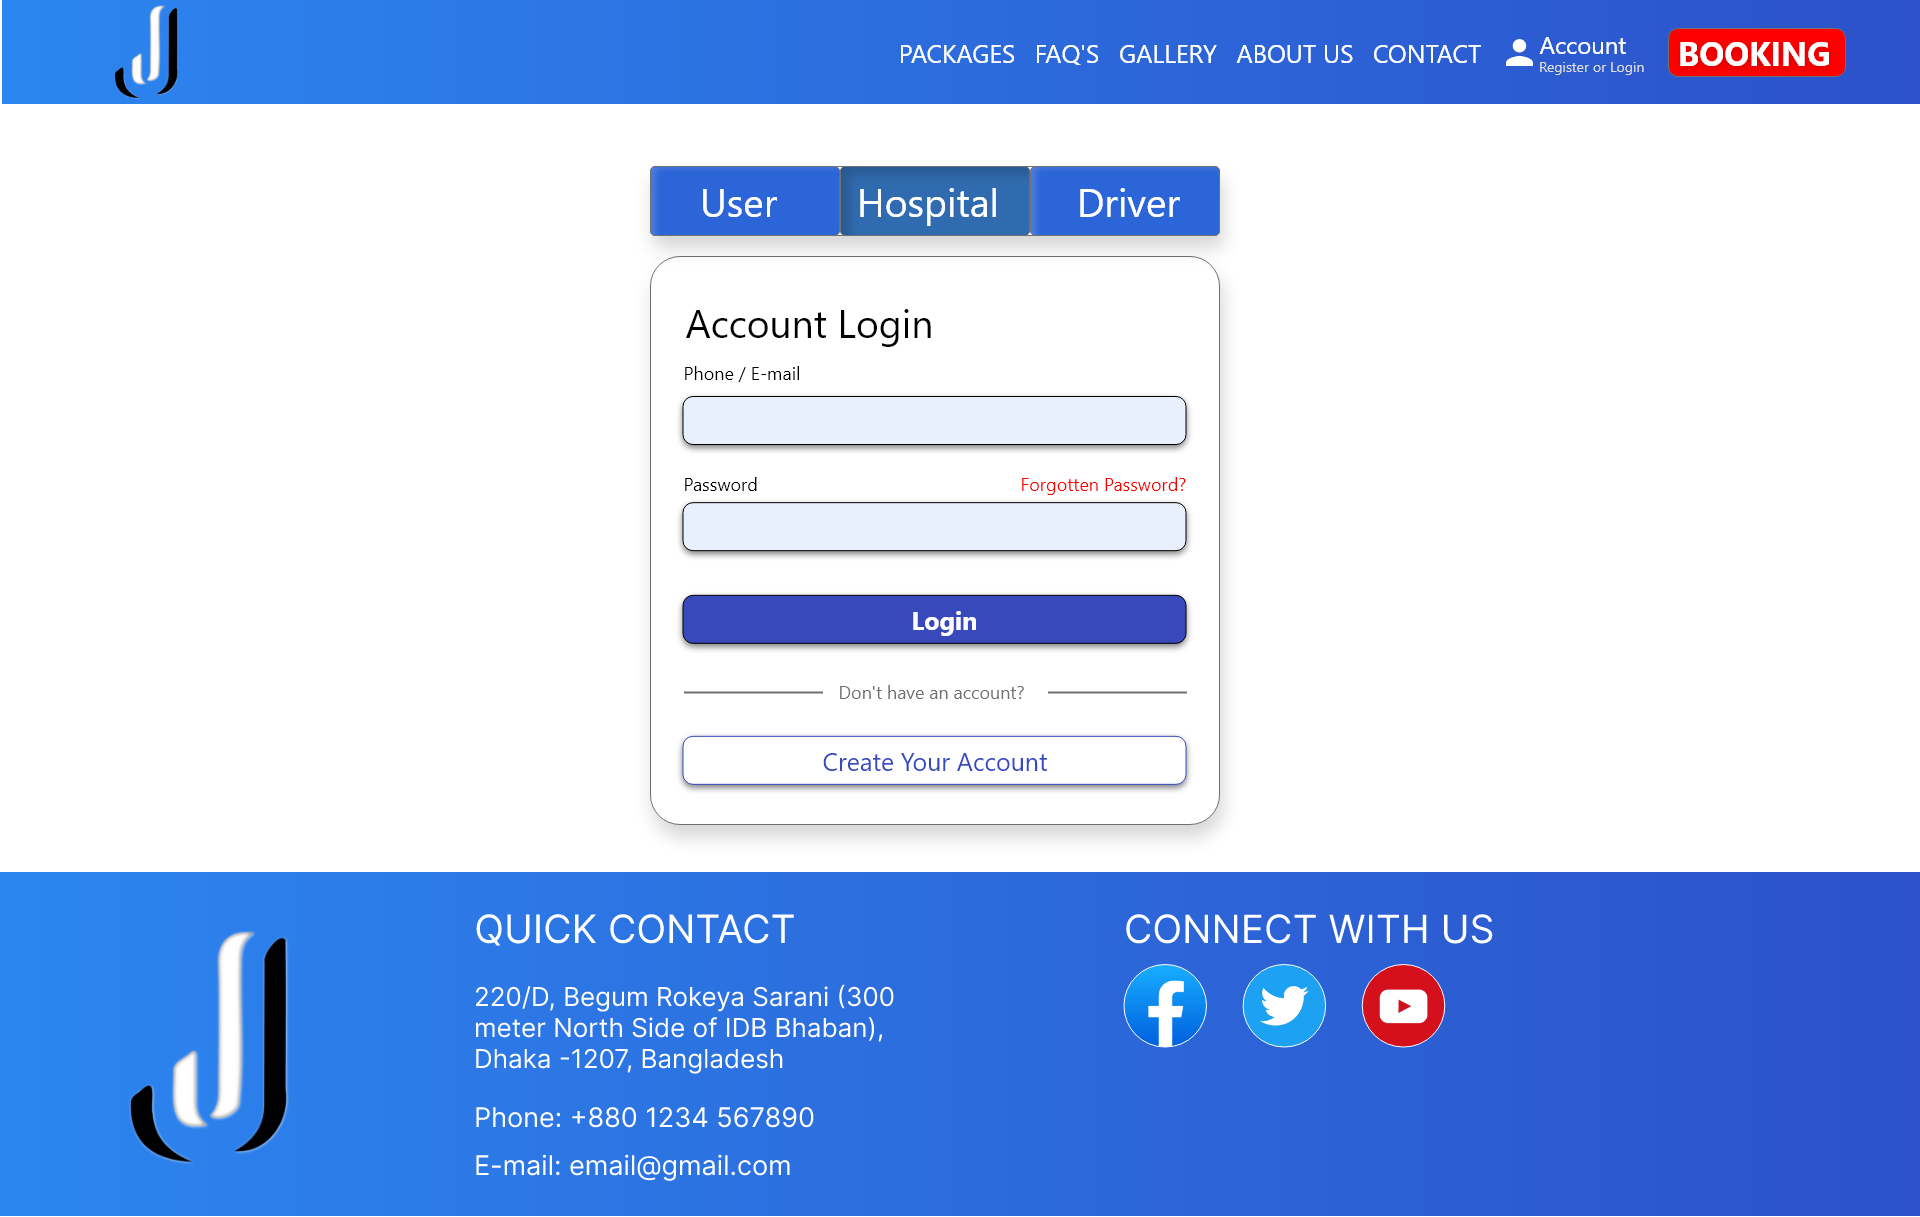 PACKAGES FAQ'S GALLERY ABOUT US CONTACT Account BOOKING
Register or Login
User Hospital Driver
Account Login
Phone / E-mail
Password Forgotten Password?
Login
Don't have an account?
Create Your Account
QUICK CONTACT
220/D, Begum Rokeya Sarani (300
meter North Side of IDB Bhaban),
Dhaka -1207, Bangladesh
Phone: +880 1234 567890
E-mail: email@gmail.com
CONNECT WITH US